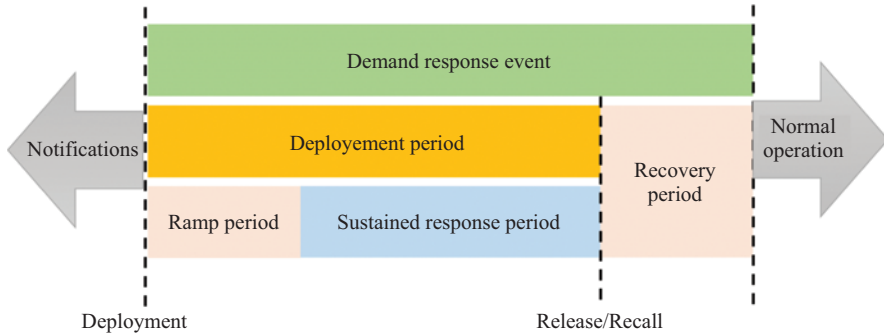 Demand response event
Notifications
Deployement period
Normal
operation
Recovery
period
Ramp period
Sustained response period
Deployment
Release/Recall